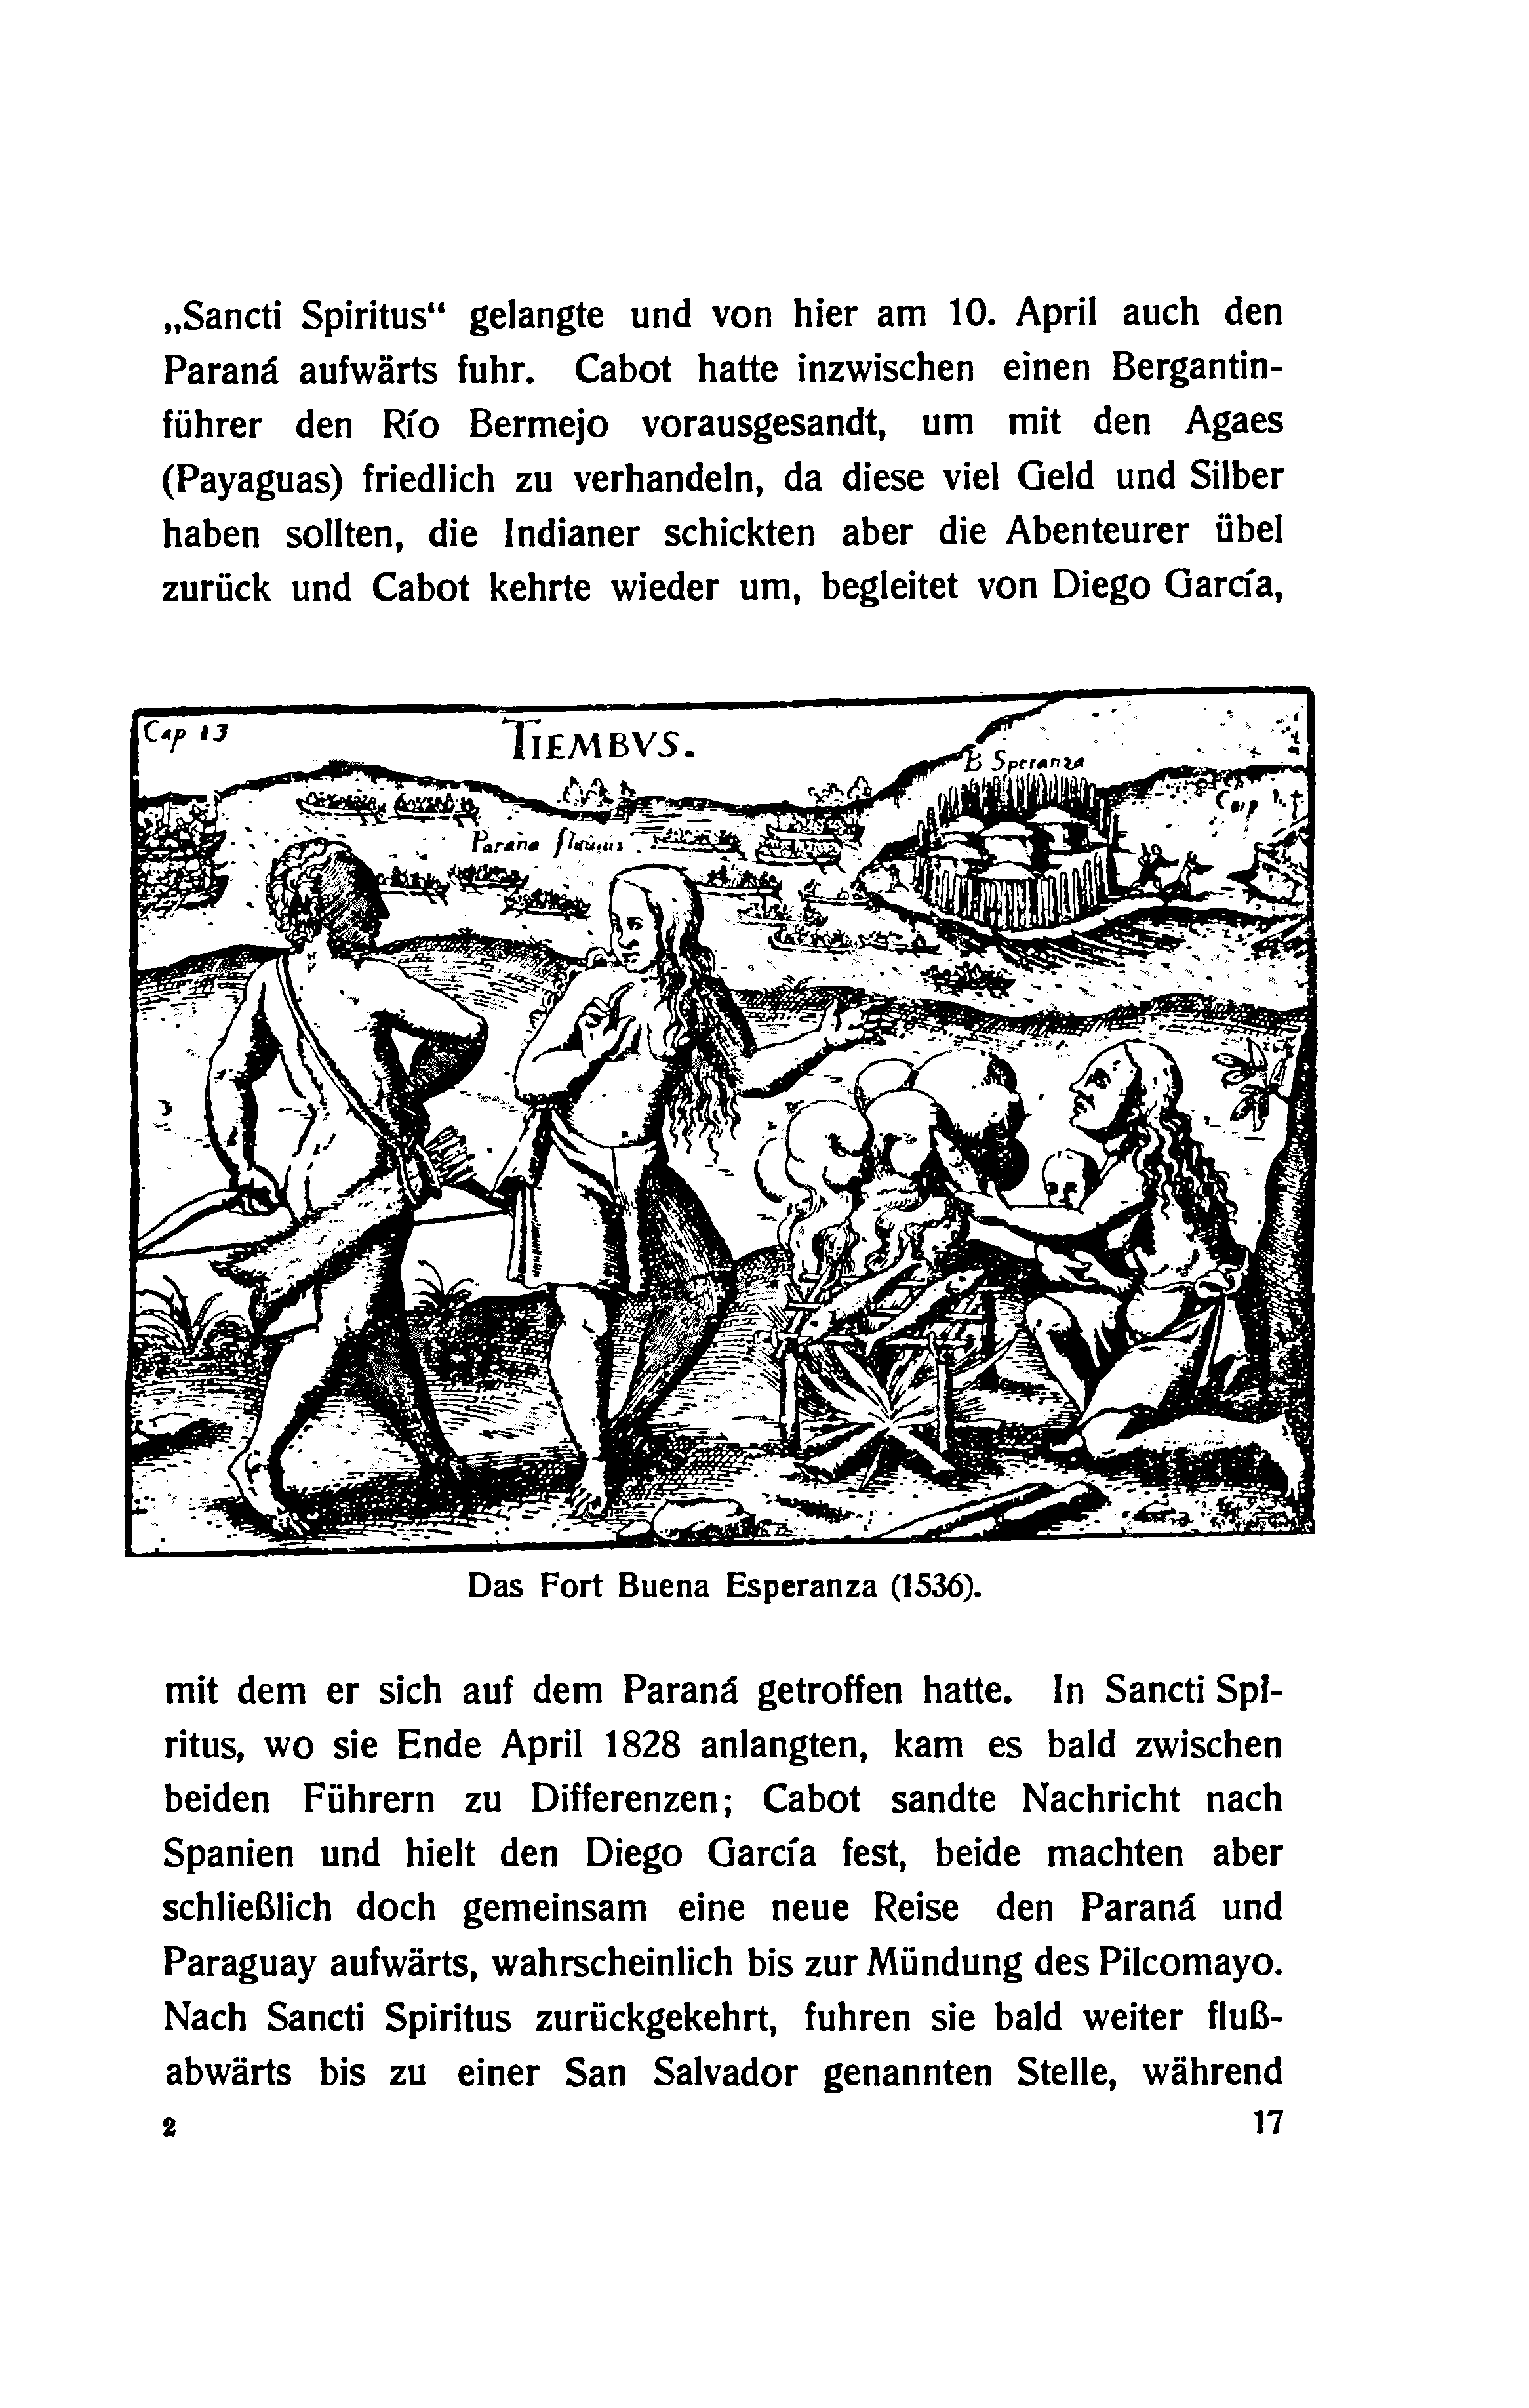 „Sancti Spiritus“ gelangte und von hier am 10. April auch den
Paraná aufwärts fuhr. Cabot hatte inzwischen einen Bergantin-
führer den Río Bermejo vorausgesandt, um mit den Agaes
(Payaguas) friedlich zu verhandeln, da diese viel Geld und Silber
haben sollten, die Indianer schickten aber die Abenteurer übel
zurück und Cabot kehrte wieder um, begleitet von Diego García,
Cap 13
TIEMBVS.
B Speranza
Parana fluuius
Das Fort Buena Esperanza (1536).
mit dem er sich auf dem Paraná getroffen hatte. In Sancti Spí-
ritus, wo sie Ende April 1828 anlangten, kam es bald zwischen
beiden Führern zu Differenzen; Cabot sandte Nachricht nach
Spanien und hielt den Diego García fest, beide machten aber
schließlich doch gemeinsam eine neue Reise den Paraná und
Paraguay aufwärts, wahrscheinlich bis zur Mündung des Pilcomayo.
Nach Sancti Spiritus zurückgekehrt, fuhren sie bald weiter fluß-
abwärts bis zu einer San Salvador genannten Stelle, während
2
17